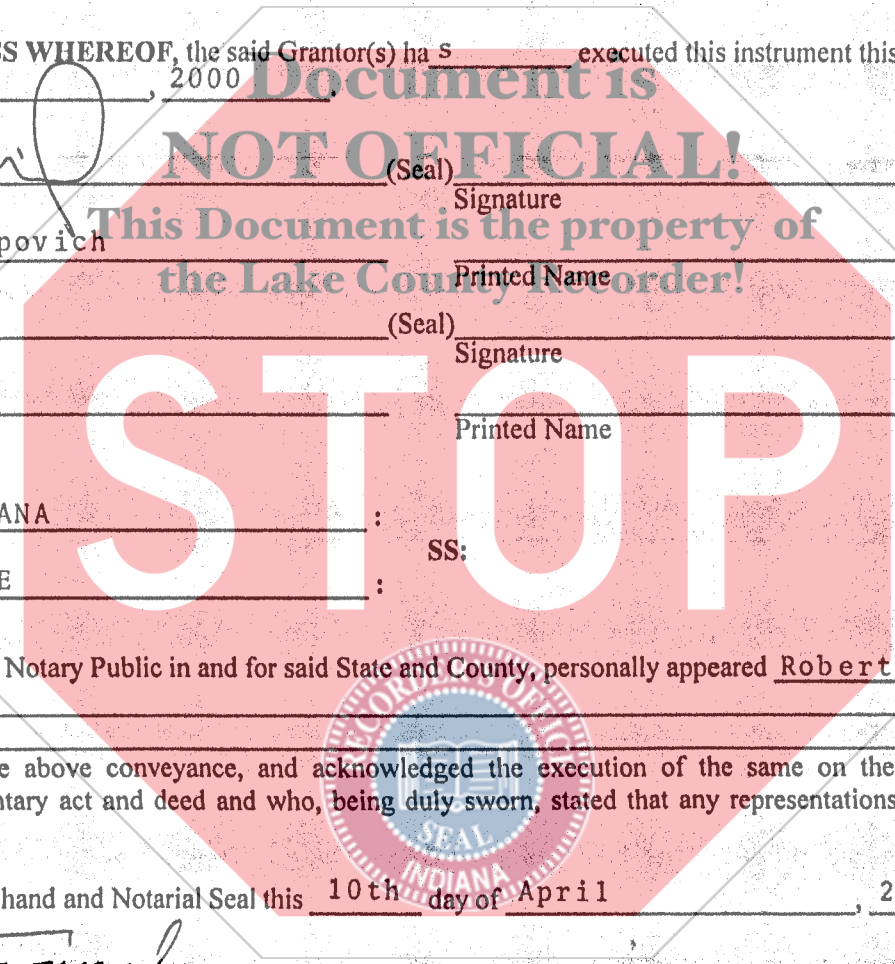 SS WHEREOF, the said Grantor(s) ha s executed this instrument this
, 2000 ,
Document is
NOT OFFICIAL!
(Seal)
Signature
This Document is the property of
povich
the Lake County Recorder!
Printed Name
(Seal)
Signature
STOP
Printed Name
ANA :
SS:
E :
Notary Public in and for said State and County, personally appeared Robert
e above conveyance, and acknowledged the execution of the same on the
ntary act and deed and who, being duly sworn, stated that any representations
RECORDER'S OFFICE
SEAL
INDIANA
hand and Notarial Seal this 10th day of April , 2